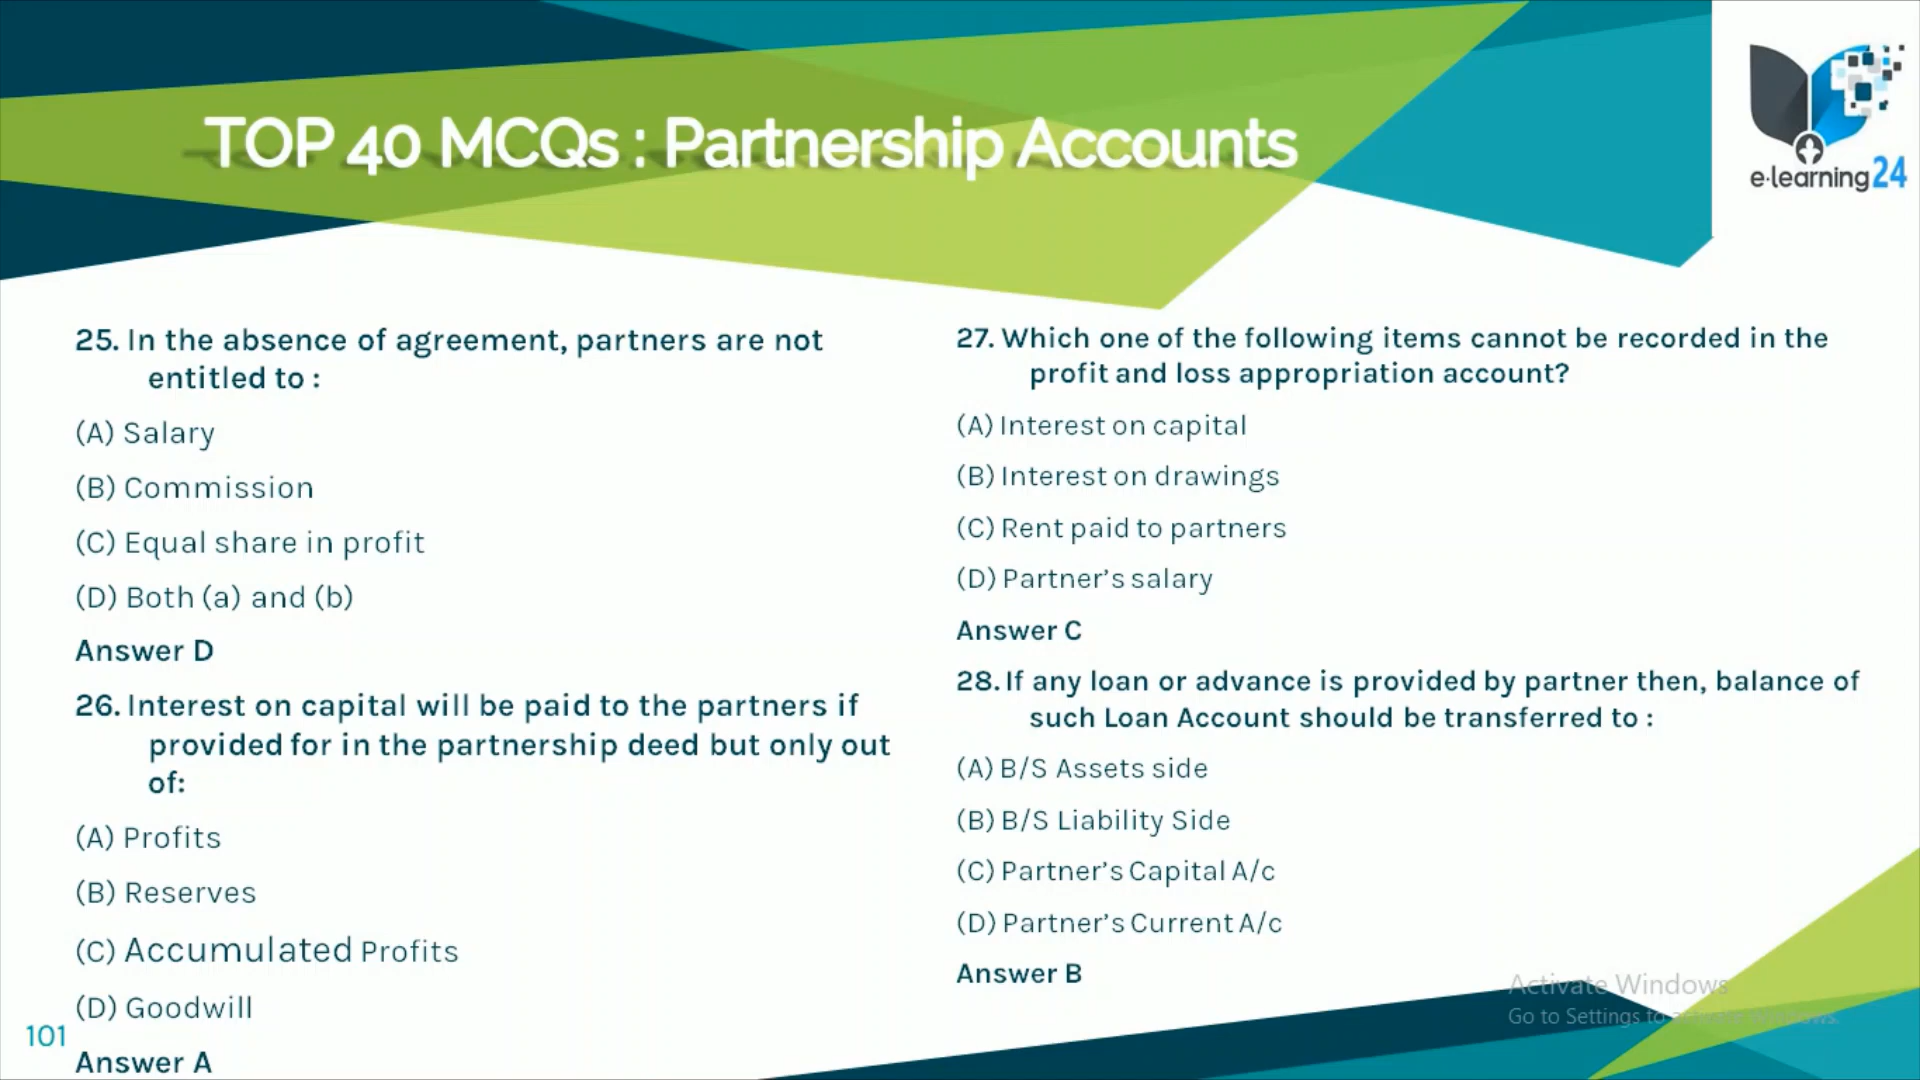 TOP 40 MCQs : Partnership Accounts
e·learning24
25. In the absence of agreement, partners are not
entitled to :
(A) Salary
(B) Commission
(C) Equal share in profit
(D) Both (a) and (b)
Answer D
26. Interest on capital will be paid to the partners if
provided for in the partnership deed but only out
of:
(A) Profits
(B) Reserves
(C) Accumulated Profits
(D) Goodwill
Answer A
101
27. Which one of the following items cannot be recorded in the
profit and loss appropriation account?
(A) Interest on capital
(B) Interest on drawings
(C) Rent paid to partners
(D) Partner’s salary
Answer C
28. If any loan or advance is provided by partner then, balance of
such Loan Account should be transferred to :
(A) B/S Assets side
(B) B/S Liability Side
(C) Partner’s Capital A/c
(D) Partner’s Current A/c
Answer B
Activate Windows
Go to Settings to activate Windows.